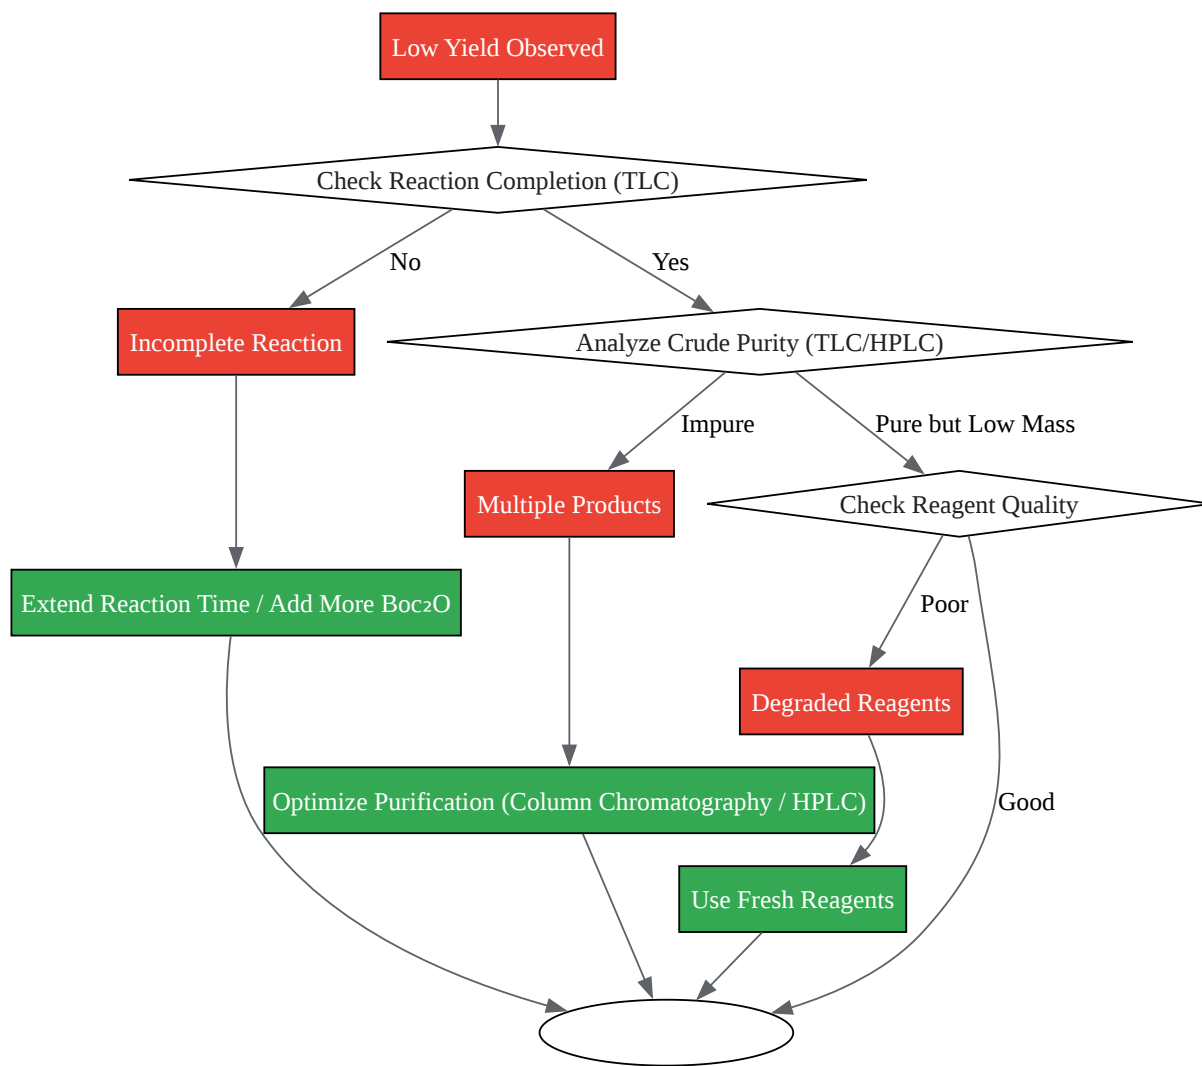 Low Yield Observed
Check Reaction Completion (TLC)
No
Yes
Incomplete Reaction
Analyze Crude Purity (TLC/HPLC)
Impure
Pure but Low Mass
Multiple Products
Check Reagent Quality
Extend Reaction Time / Add More Boc₂O
Poor
Degraded Reagents
Optimize Purification (Column Chromatography / HPLC)
Good
Use Fresh Reagents